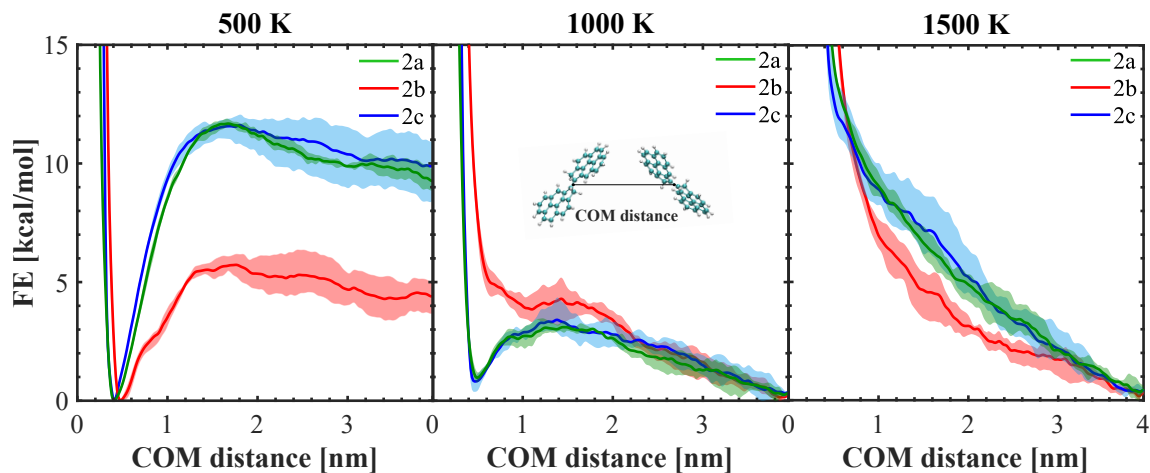 500 K
1000 K
1500 K
FE [kcal/mol]
15
10
5
0
2a
2b
2c
2a
2b
2c
COM distance
2a
2b
2c
0 1 2 3 0 1 2 3 0 1 2 3 4
COM distance [nm]
COM distance [nm]
COM distance [nm]